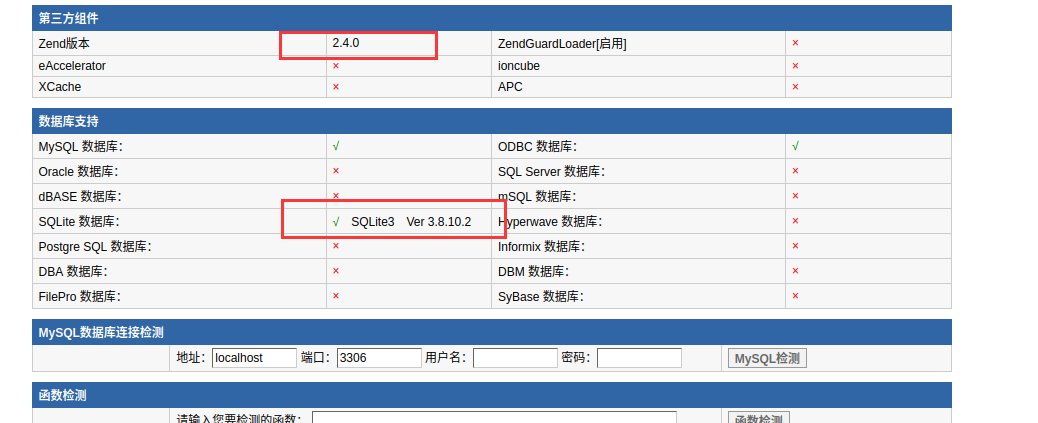 第三方组件
Zend版本 2.4.0 ZendGuardLoader[启用] ×
eAccelerator × ioncube ×
XCache × APC ×
数据库支持
MySQL 数据库： √ ODBC 数据库： √
Oracle 数据库： × SQL Server 数据库： ×
dBASE 数据库： × mSQL 数据库： ×
SQLite 数据库： √ SQLite3 Ver 3.8.10.2 Hyperwave 数据库： ×
Postgre SQL 数据库： × Informix 数据库： ×
DBA 数据库： × DBM 数据库： ×
FilePro 数据库： × SyBase 数据库： ×
MySQL数据库连接检测
地址： localhost 端口： 3306 用户名： 密码： MySQL检测
函数检测
请输入您要检测的函数： 函数检测